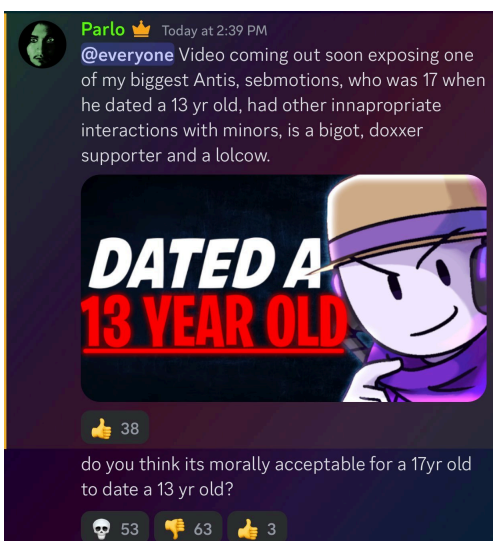 Parlo Today at 2:39 PM
@everyone Video coming out soon exposing one
of my biggest Antis, sebmotions, who was 17 when
he dated a 13 yr old, had other innapropriate
interactions with minors, is a bigot, doxxer
supporter and a lolcow.
DATED A
13 YEAR OLD
👍 38
do you think its morally acceptable for a 17yr old
to date a 13 yr old?
💀 53 👎 63 👍 3